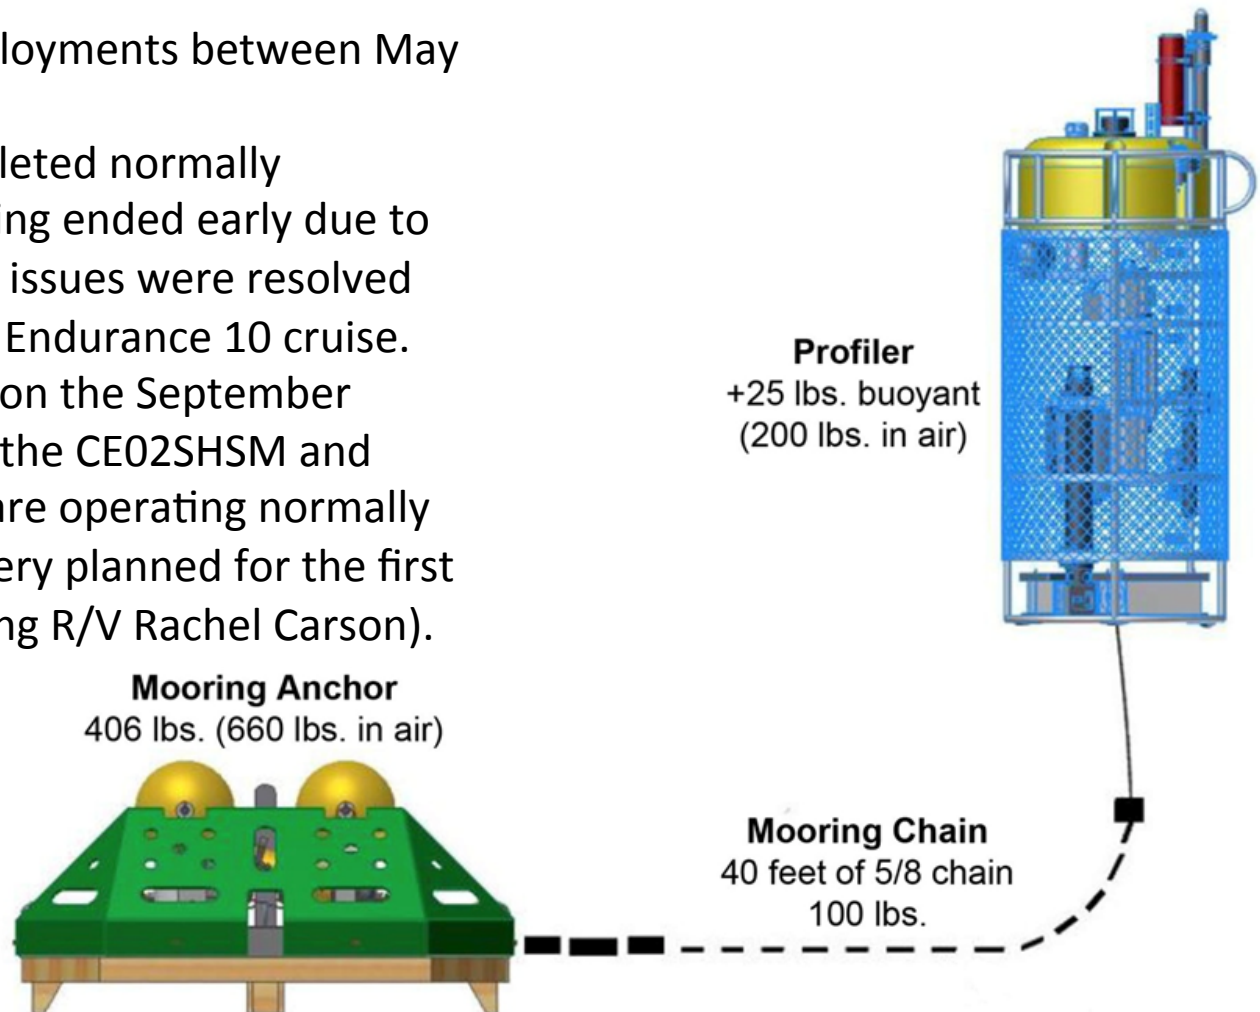 loyments between May
leted normally
ing ended early due to
issues were resolved
Endurance 10 cruise.
on the September
the CE02SHSM and
are operating normally
ery planned for the first
ng R/V Rachel Carson).
Profiler
+25 lbs. buoyant
(200 lbs. in air)
Mooring Anchor
406 lbs. (660 lbs. in air)
Mooring Chain
40 feet of 5/8 chain
100 lbs.